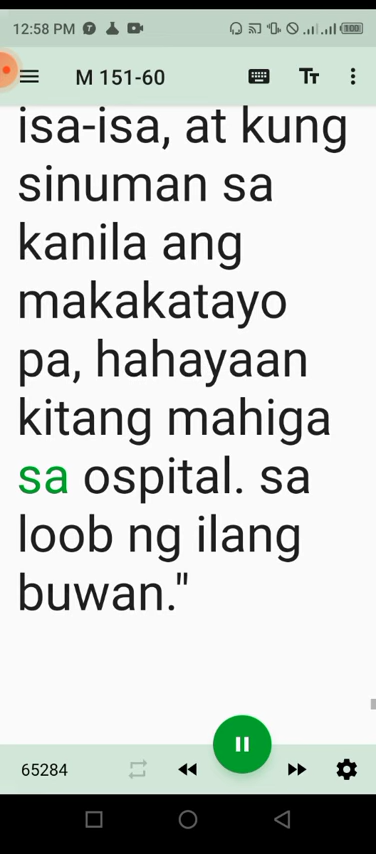 12:58 PM
100
M 151-60
isa-isa, at kung
sinuman sa
kanila ang
makakatayo
pa, hahayaan
kitang mahiga
sa ospital. sa
loob ng ilang
buwan."
65284